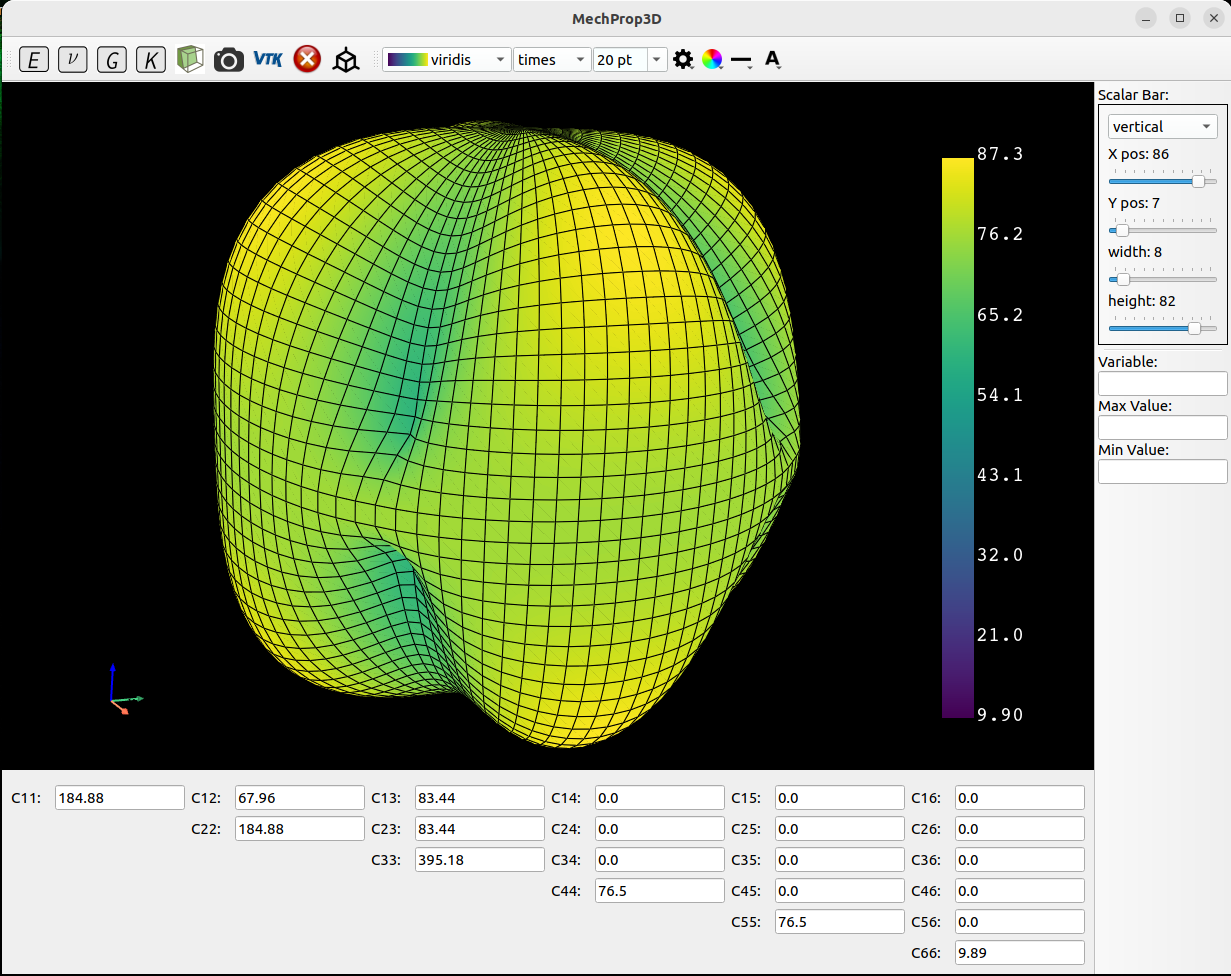 MechProp3D
E ν G K VTK viridis times 20 pt A
Scalar Bar:
vertical
X pos: 86
Y pos: 7
width: 8
height: 82
Variable:
Max Value:
Min Value:
87.3
76.2
65.2
54.1
43.1
32.0
21.0
9.90
C11: 184.88 C12: 67.96 C13: 83.44 C14: 0.0 C15: 0.0 C16: 0.0
C22: 184.88 C23: 83.44 C24: 0.0 C25: 0.0 C26: 0.0
C33: 395.18 C34: 0.0 C35: 0.0 C36: 0.0
C44: 76.5 C45: 0.0 C46: 0.0
C55: 76.5 C56: 0.0
C66: 9.89